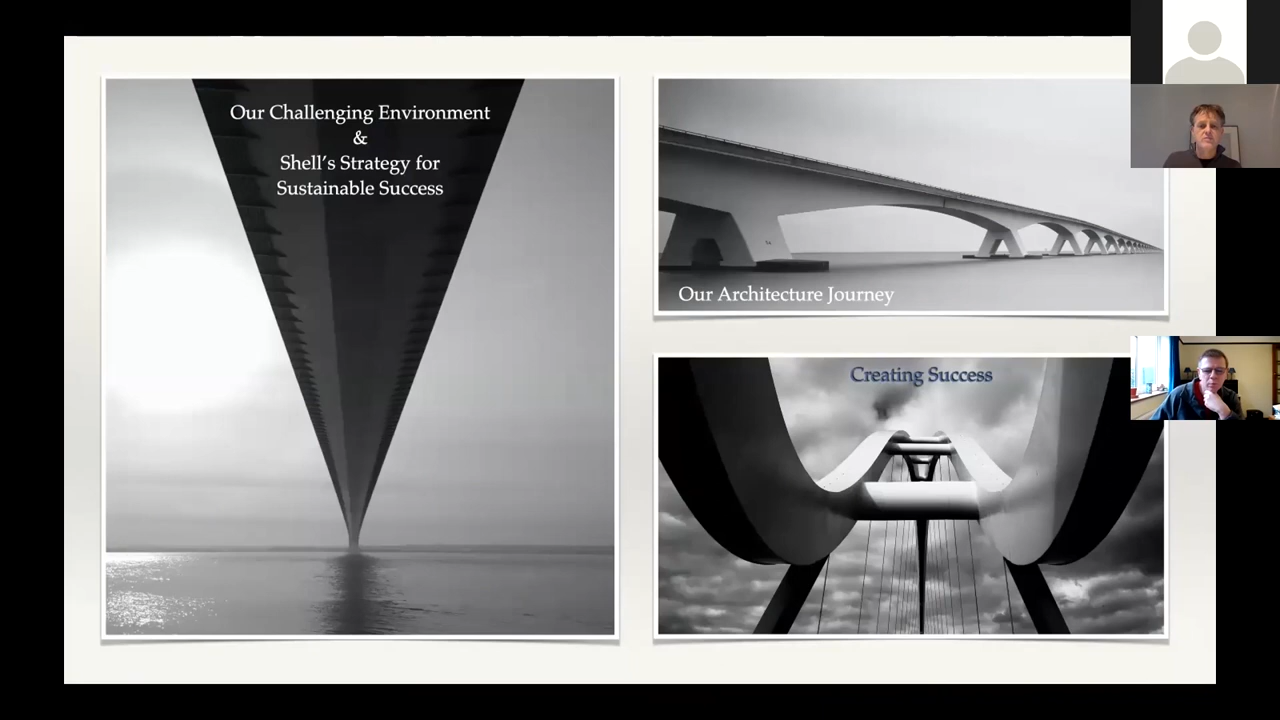 Our Challenging Environment
&
Shell's Strategy for
Sustainable Success
Our Architecture Journey
Creating Success